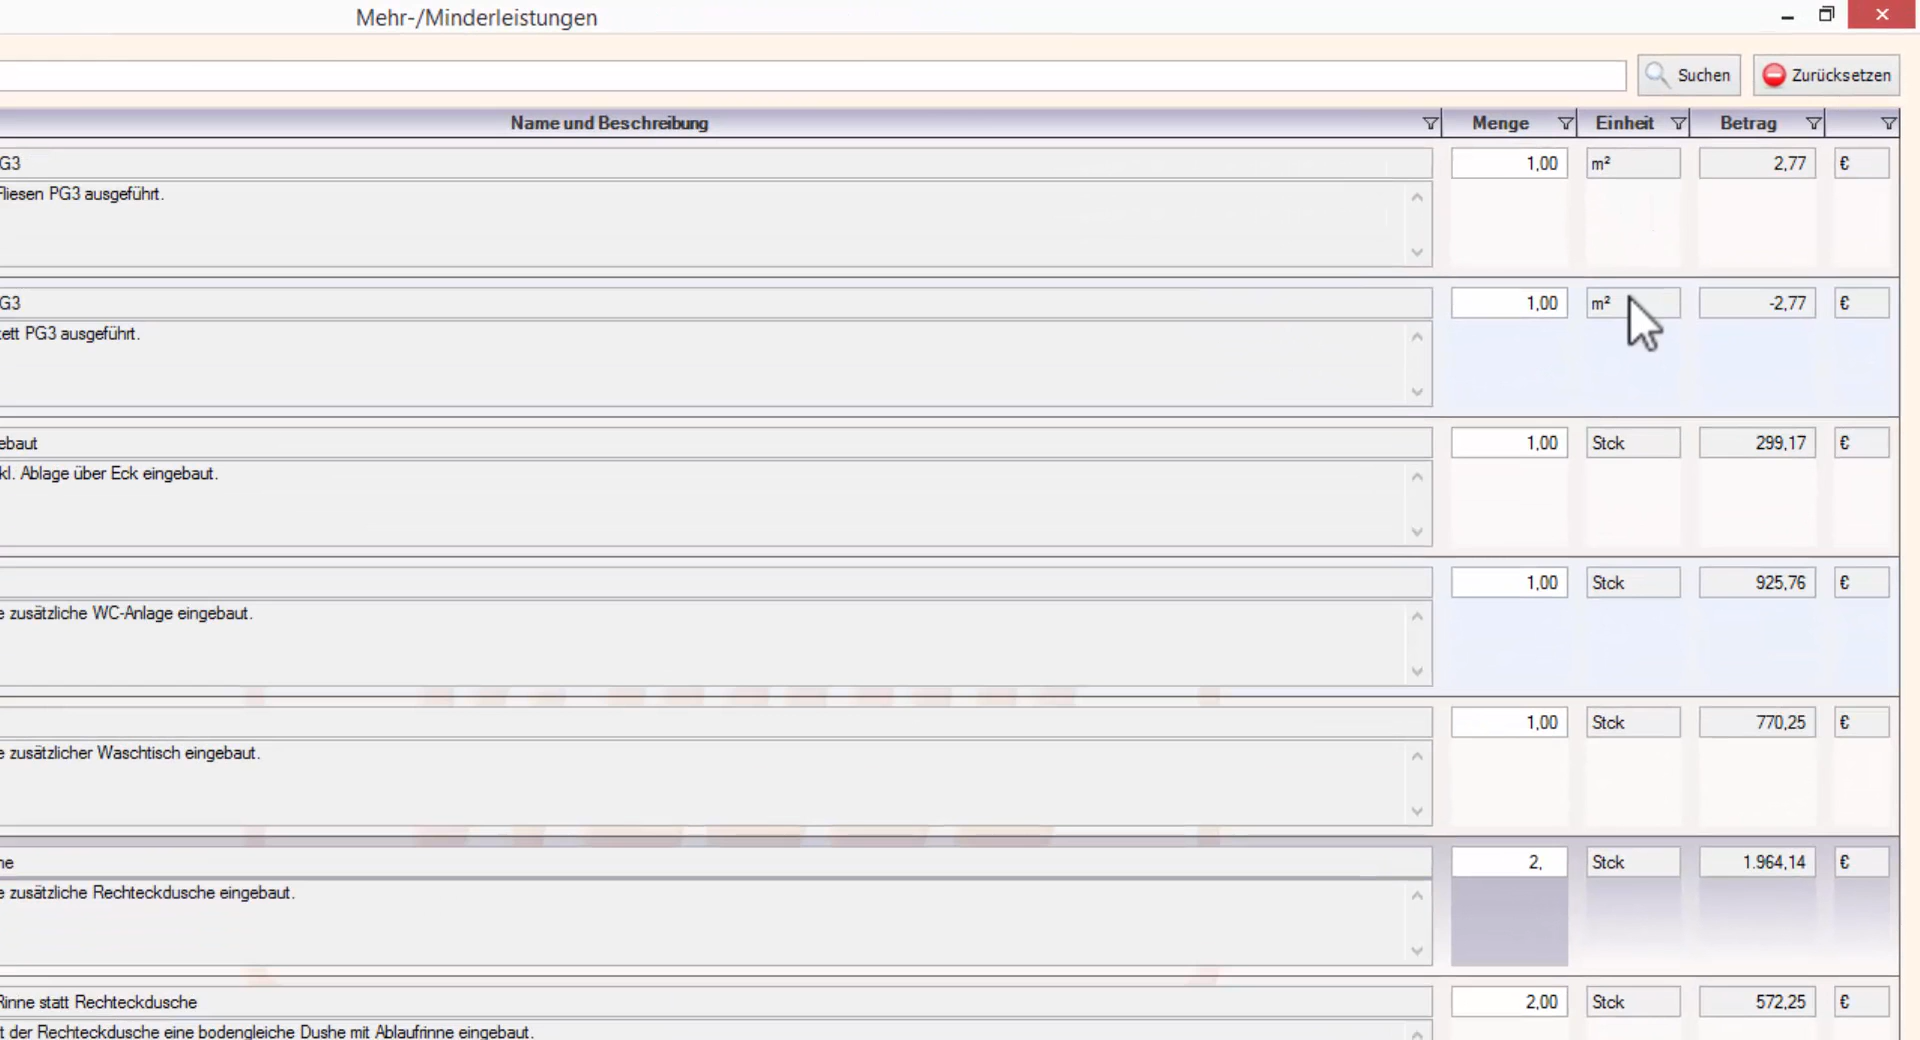 Mehr-/Minderleistungen
Suchen Zurücksetzen
Name und Beschreibung Menge Einheit Betrag
G3 1,00 m² 2,77 €
Fliesen PG3 ausgeführt.
G3 1,00 m² -2,77 €
kett PG3 ausgeführt.
ebaut 1,00 Stck 299,17 €
kl. Ablage über Eck eingebaut.
1,00 Stck 925,76 €
e zusätzliche WC-Anlage eingebaut.
1,00 Stck 770,25 €
e zusätzlicher Waschtisch eingebaut.
he 2, Stck 1.964,14 €
e zusätzliche Rechteckdusche eingebaut.
Rinne statt Rechteckdusche 2,00 Stck 572,25 €
t der Rechteckdusche eine bodengleiche Dushe mit Ablaufrinne eingebaut.